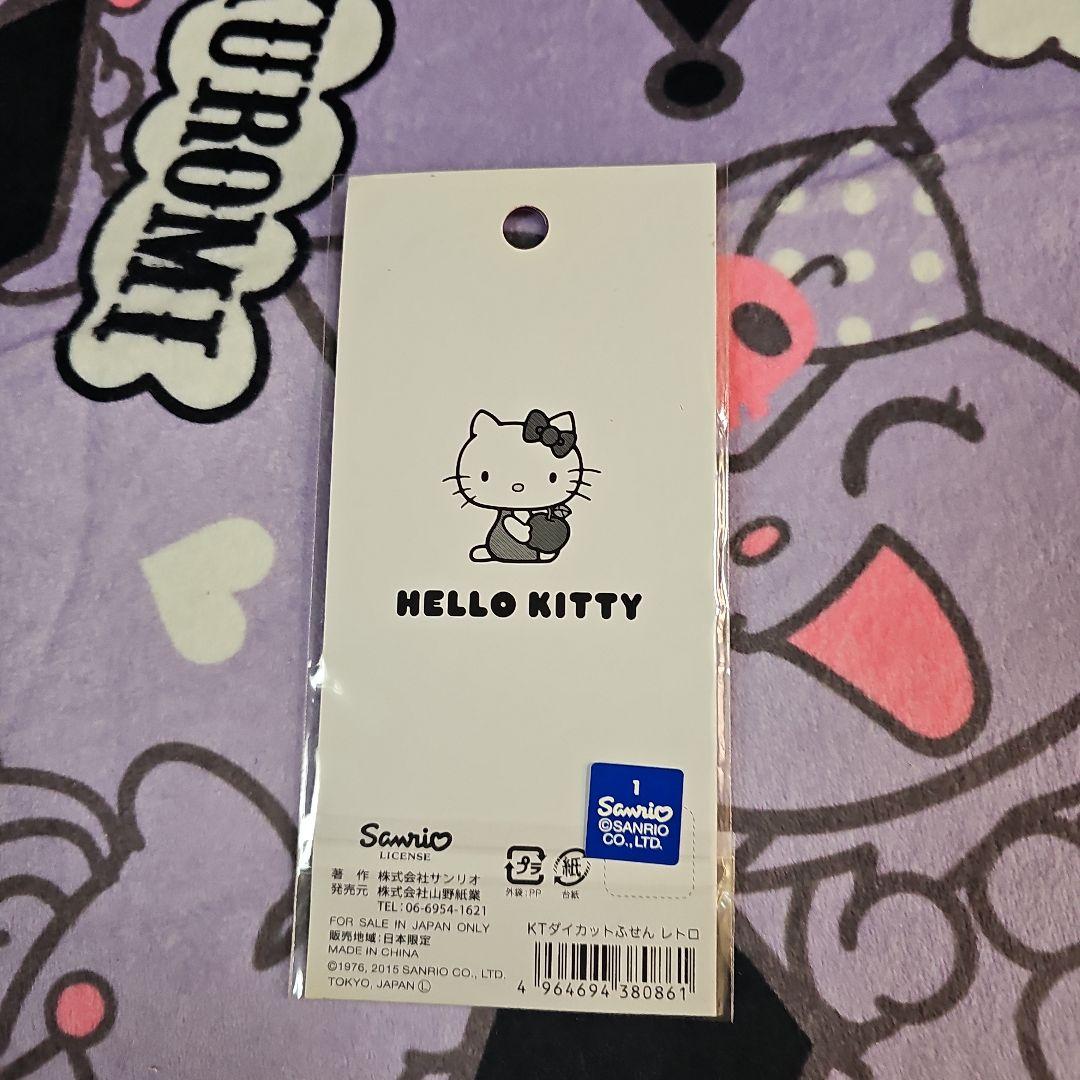 UROMI
HELLO KITTY
1
Sanrio
©SANRIO
CO., LTD.
Sanrio
LICENSE
著 作 株式会社サンリオ
発売元 株式会社山野紙業
TEL:06-6954-1621
FOR SALE IN JAPAN ONLY
販売地域:日本限定
MADE IN CHINA
©1976, 2015 SANRIO CO., LTD.
TOKYO, JAPAN Ⓛ
プラ
外袋:PP
紙
台紙
KTダイカットふせん レトロ
4 964694 380861